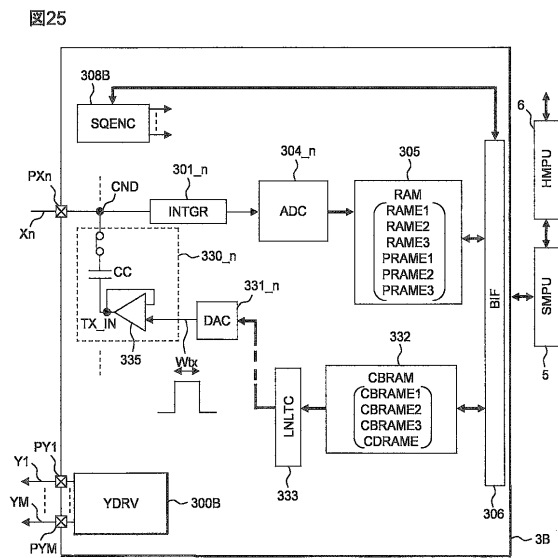 図25
308B
SQENC
6
HMPU
PXn
CND
301_n
304_n
305
Xn
INTGR
ADC
RAM
RAME1
RAME2
RAME3
PRAME1
PRAME2
PRAME3
BIF
SMPU
5
330_n
CC
331_n
TX_IN
DAC
335
Wtx
332
CBRAM
CBRAME1
CBRAME2
CBRAME3
CDRAME
LNLTC
333
306
Y1
PY1
YDRV
300B
YM
PYM
3B